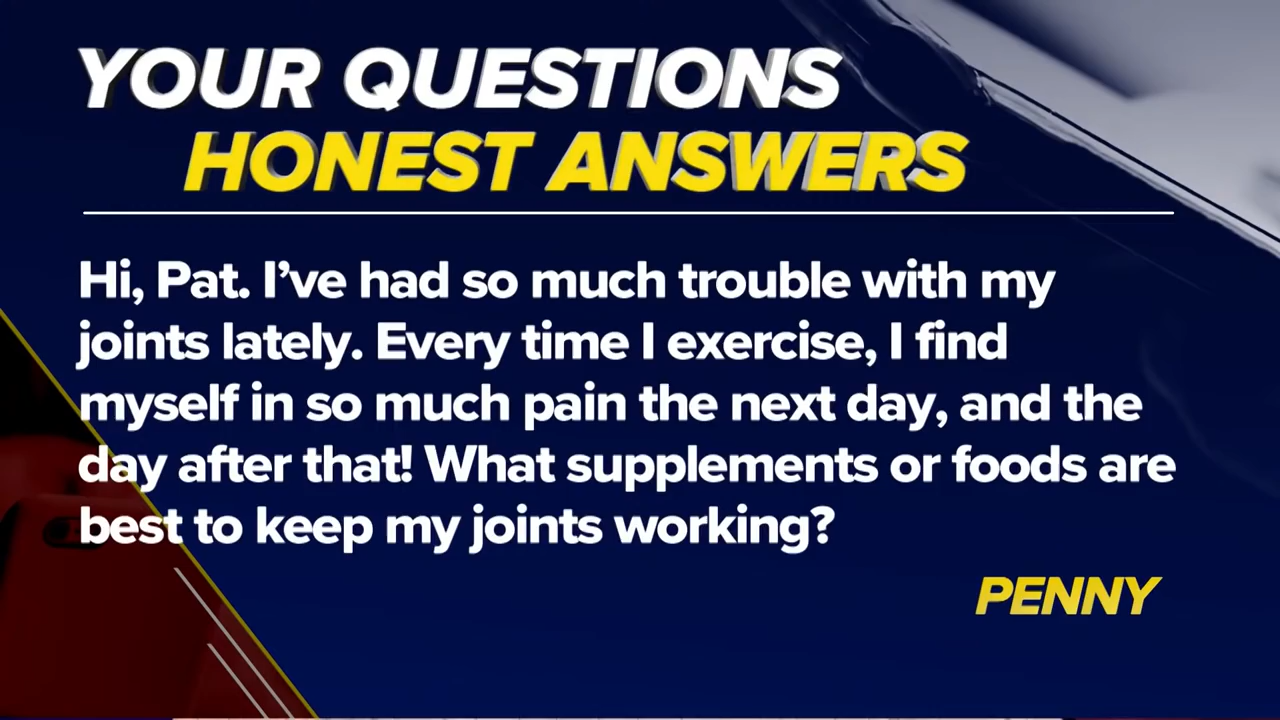 YOUR QUESTIONS
HONEST ANSWERS
Hi, Pat. I’ve had so much trouble with my
joints lately. Every time I exercise, I find
myself in so much pain the next day, and the
day after that! What supplements or foods are
best to keep my joints working?
PENNY